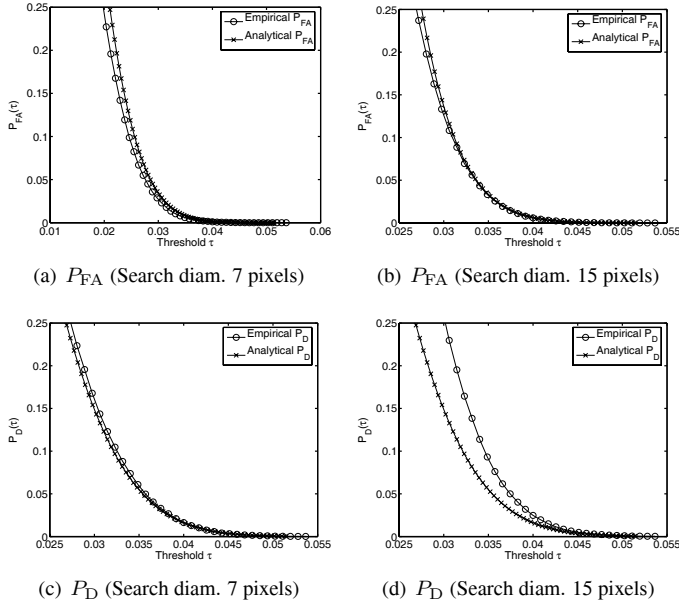 0.25
0.2
0.15
0.1
0.05
0
P_FA(τ)
0.01 0.02 0.03 0.04 0.05 0.06
Threshold τ
Empirical P_FA
Analytical P_FA
(a) P_FA (Search diam. 7 pixels)
0.25
0.2
0.15
0.1
0.05
0
P_FA(τ)
0.025 0.03 0.035 0.04 0.045 0.05 0.055
Threshold τ
Empirical P_FA
Analytical P_FA
(b) P_FA (Search diam. 15 pixels)
0.25
0.2
0.15
0.1
0.05
0
P_D(τ)
0.025 0.03 0.035 0.04 0.045 0.05 0.055
Threshold τ
Empirical P_D
Analytical P_D
(c) P_D (Search diam. 7 pixels)
0.25
0.2
0.15
0.1
0.05
0
P_D(τ)
0.025 0.03 0.035 0.04 0.045 0.05 0.055
Threshold τ
Empirical P_D
Analytical P_D
(d) P_D (Search diam. 15 pixels)